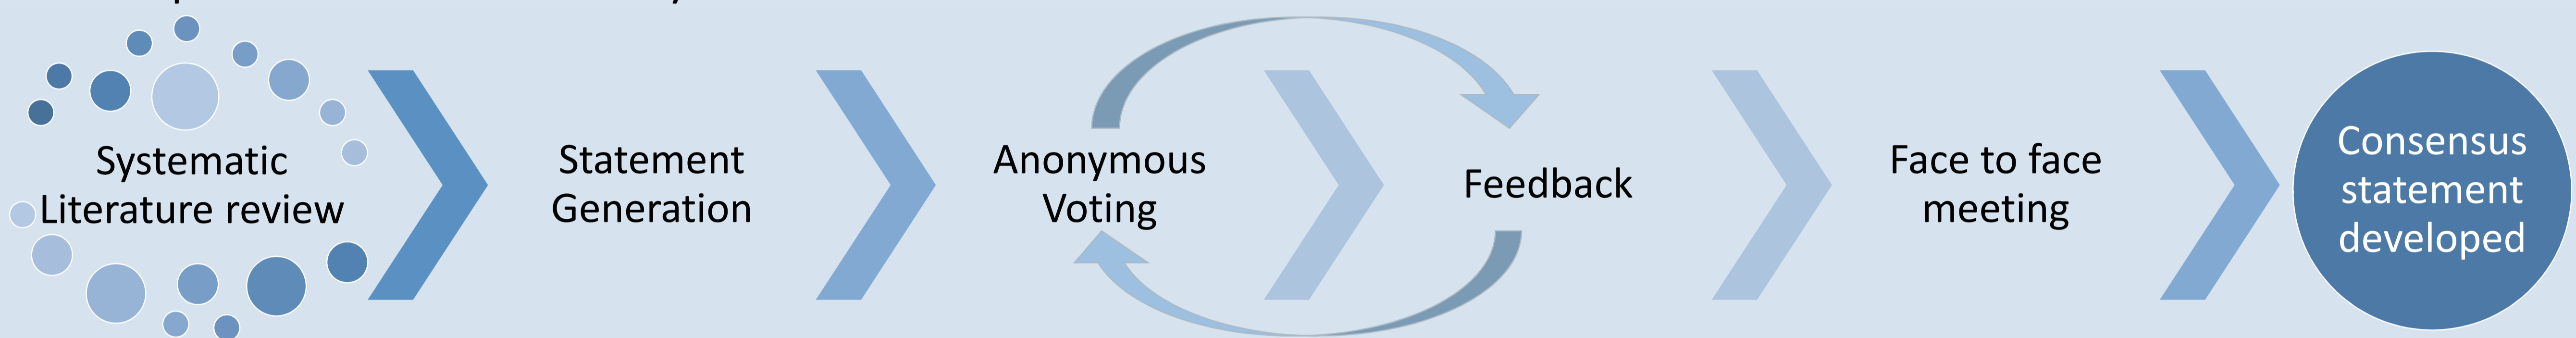 Systematic
Literature review
Statement
Generation
Anonymous
Voting
Feedback
Face to face
meeting
Consensus
statement
developed